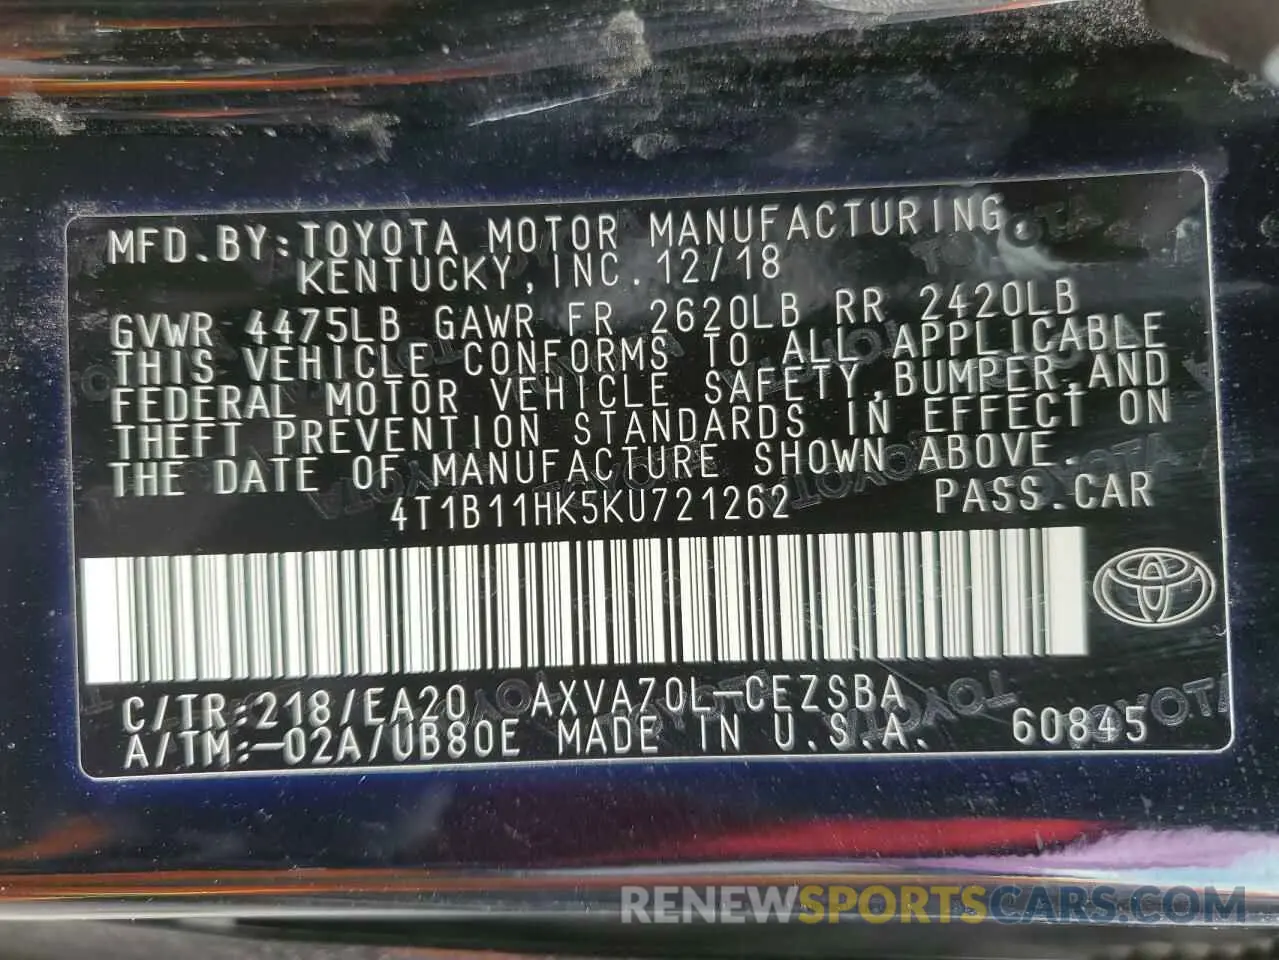 MFD.BY:TOYOTA MOTOR MANUFACTURING.
KENTUCKY,INC. 12/18
GVWR 4475LB GAWR FR 2620LB RR 2420LB
THIS VEHICLE CONFORMS TO ALL APPLICABLE
FEDERAL MOTOR VEHICLE SAFETY,BUMPER,AND
THEFT PREVENTION STANDARDS IN EFFECT ON
THE DATE OF MANUFACTURE SHOWN ABOVE.
4T1B11HK5KU721262 PASS.CAR
C/TR:218/EA20 AXVA70L-CEZSBA
A/TM:-02A/UB80E MADE IN U.S.A. 60845
RENEWSPORTSCARS.COM